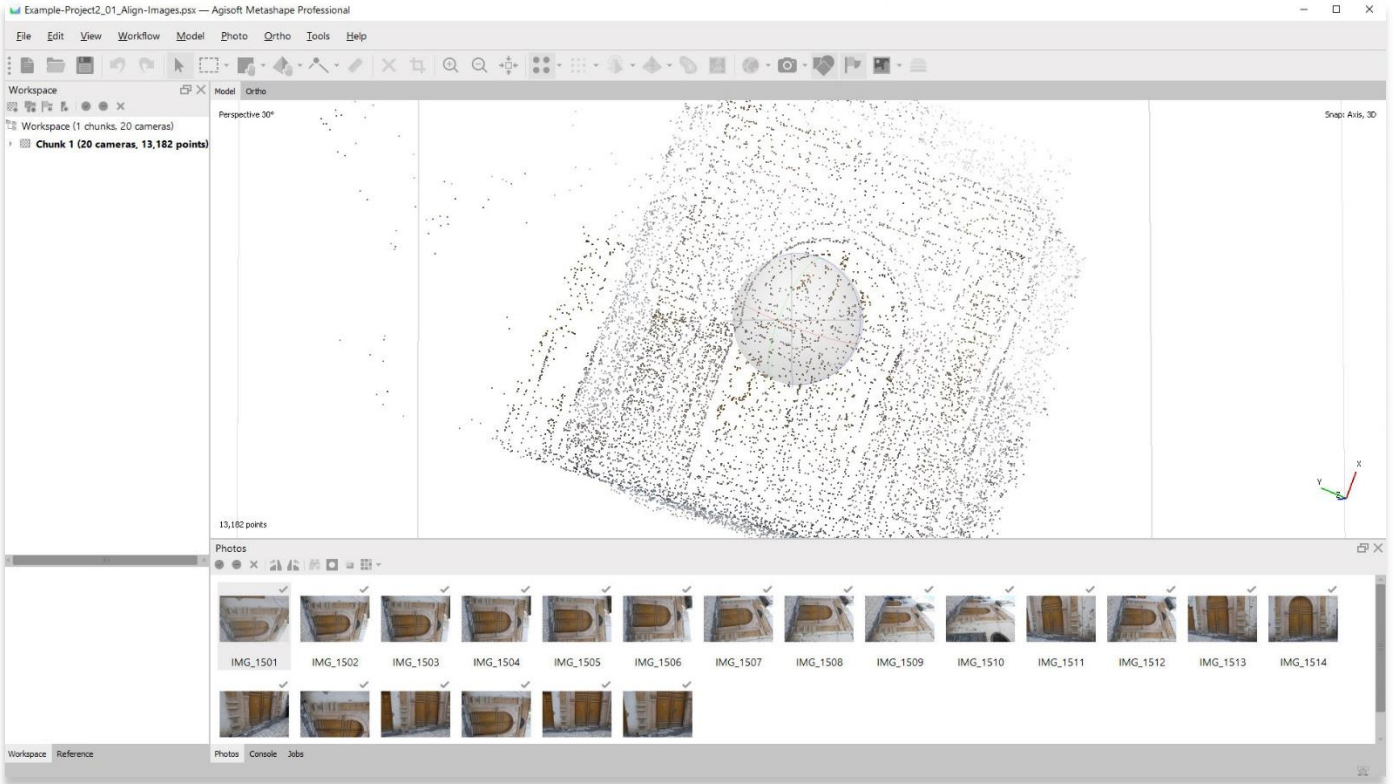 Example-Project2_01_Align-Images.psx — Agisoft Metashape Professional
File Edit View Workflow Model Photo Ortho Tools Help
Workspace
Model Ortho
Perspective 30°
Snap: Axis, 3D
Workspace (1 chunks, 20 cameras)
Chunk 1 (20 cameras, 13,182 points)
X
Y
Z
13,182 points
Photos
IMG_1501 IMG_1502 IMG_1503 IMG_1504 IMG_1505 IMG_1506 IMG_1507 IMG_1508 IMG_1509 IMG_1510 IMG_1511 IMG_1512 IMG_1513 IMG_1514
Workspace Reference
Photos Console Jobs